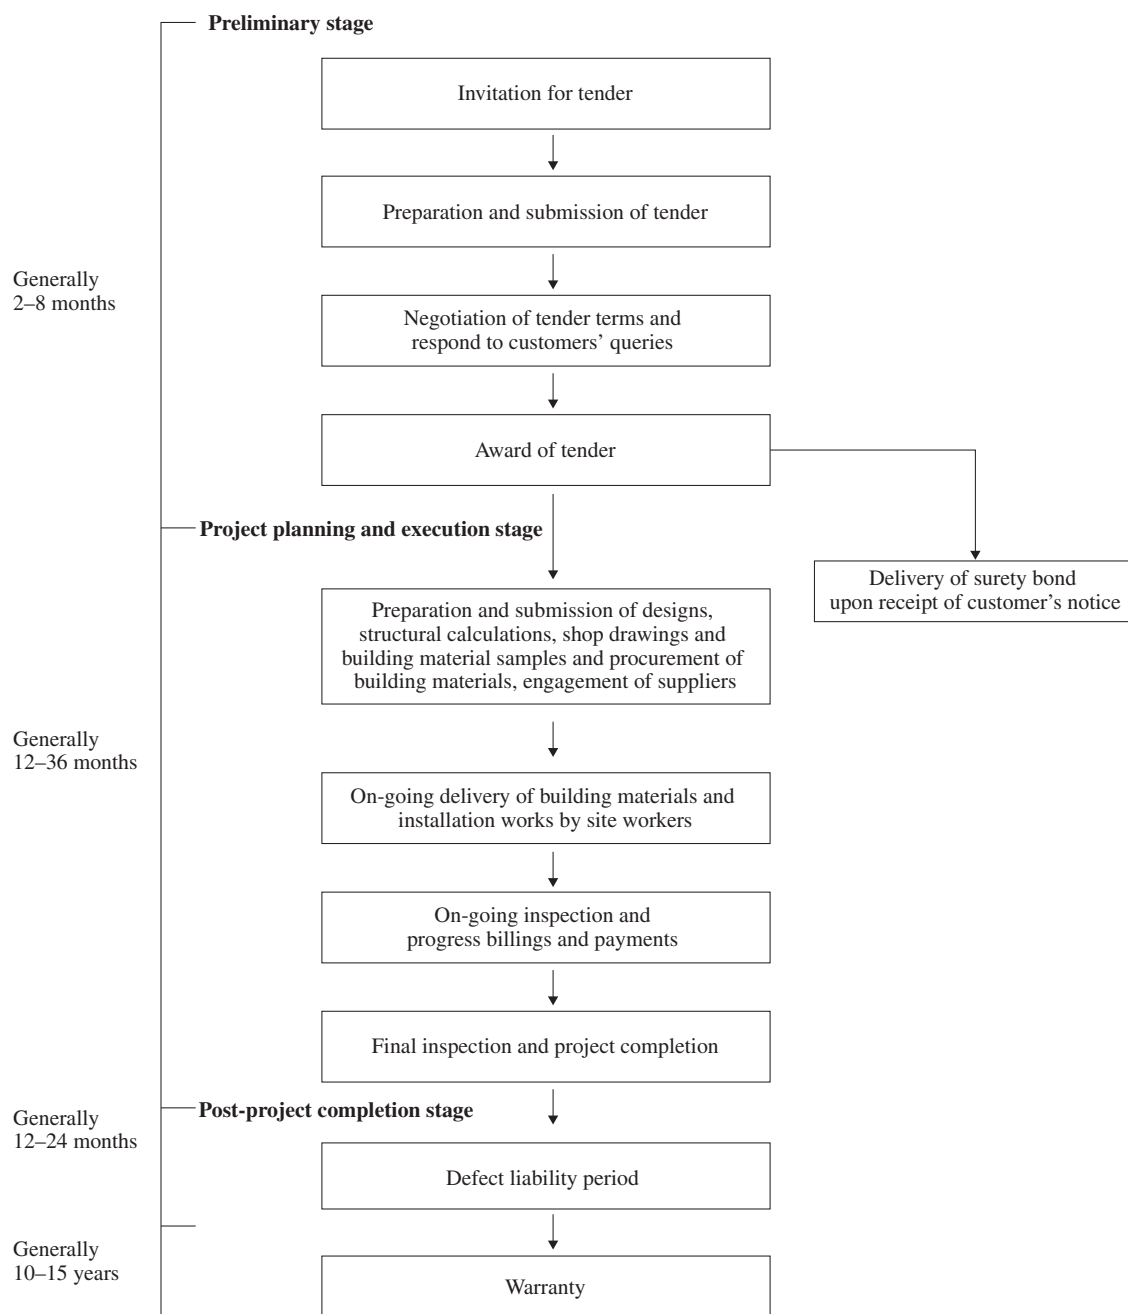 Preliminary stage
Invitation for tender
Preparation and submission of tender
Generally
2–8 months
Negotiation of tender terms and
respond to customers’ queries
Award of tender
Project planning and execution stage
Delivery of surety bond
upon receipt of customer’s notice
Preparation and submission of designs,
structural calculations, shop drawings and
building material samples and procurement of
building materials, engagement of suppliers
Generally
12–36 months
On-going delivery of building materials and
installation works by site workers
On-going inspection and
progress billings and payments
Final inspection and project completion
Post-project completion stage
Generally
12–24 months
Defect liability period
Generally
10–15 years
Warranty